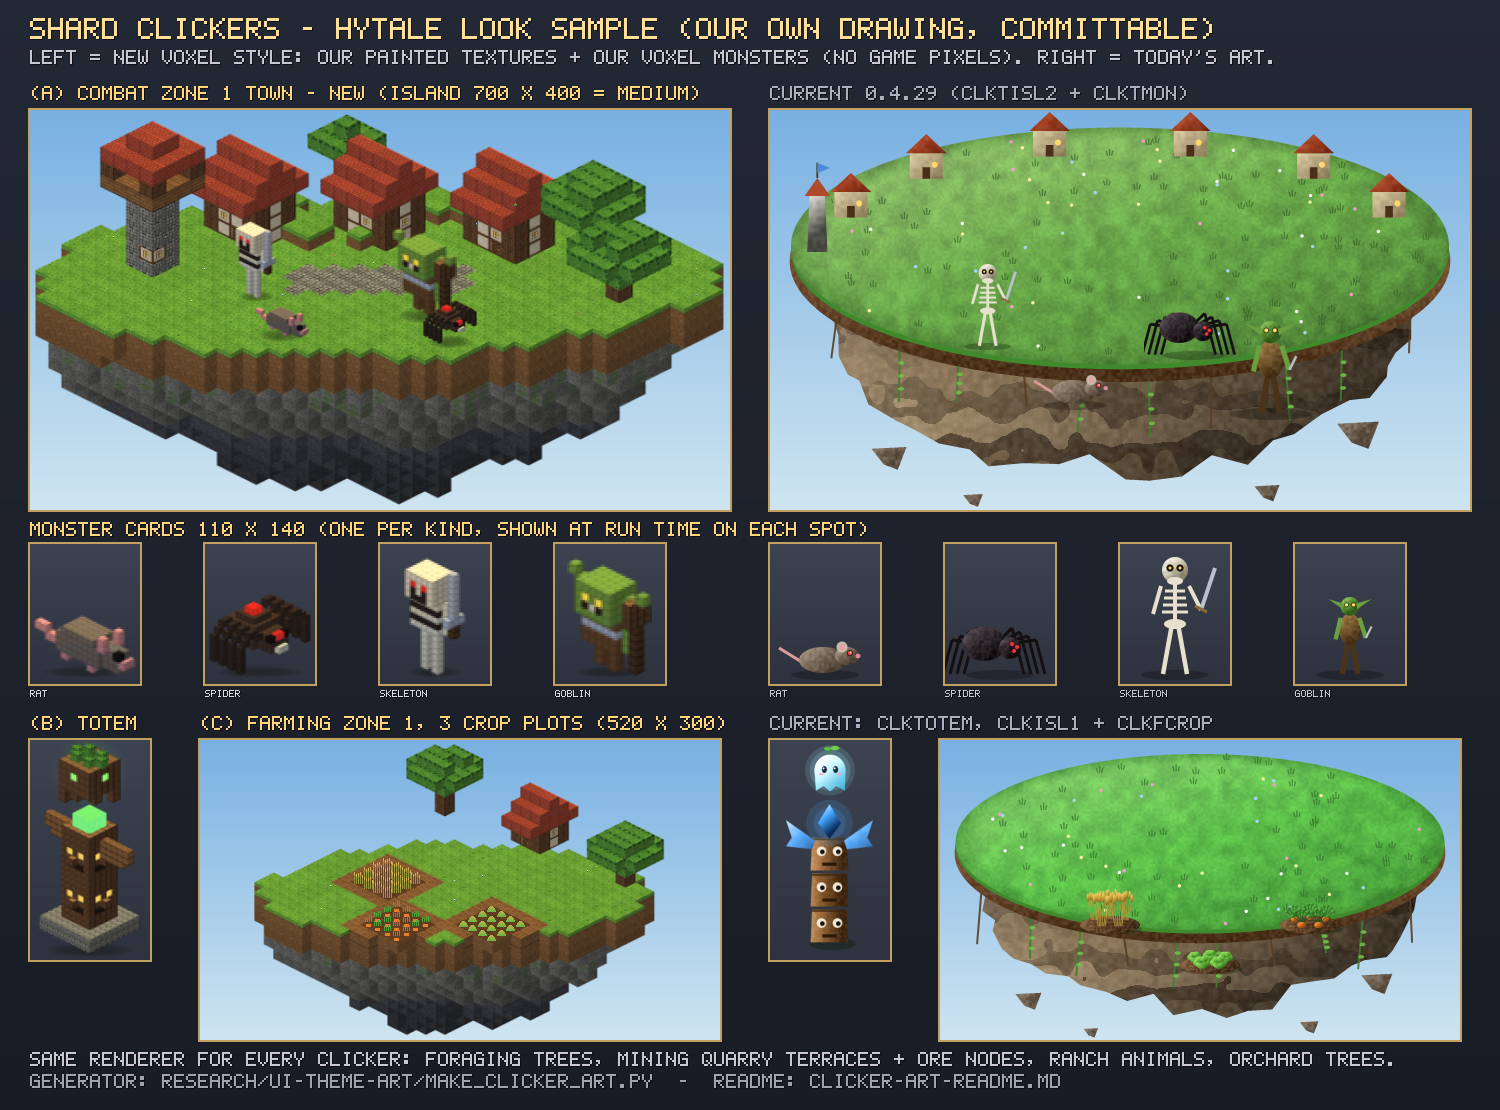 SHARD CLICKERS - HYTALE LOOK SAMPLE (OUR OWN DRAWING, COMMITTABLE)
LEFT = NEW VOXEL STYLE: OUR PAINTED TEXTURES + OUR VOXEL MONSTERS (NO GAME PIXELS). RIGHT = TODAY'S ART.
(A) COMBAT ZONE 1 TOWN - NEW (ISLAND 700 X 400 = MEDIUM)
CURRENT 0.4.29 (CLKTISL2 + CLKTMON)
MONSTER CARDS 110 X 140 (ONE PER KIND, SHOWN AT RUN TIME ON EACH SPOT)
RAT
SPIDER
SKELETON
GOBLIN
RAT
SPIDER
SKELETON
GOBLIN
(B) TOTEM
(C) FARMING ZONE 1, 3 CROP PLOTS (520 X 300)
CURRENT: CLKTOTEM, CLKISL1 + CLKFCROP
SAME RENDERER FOR EVERY CLICKER: FORAGING TREES, MINING QUARRY TERRACES + ORE NODES, RANCH ANIMALS, ORCHARD TREES.
GENERATOR: RESEARCH/UI-THEME-ART/MAKE_CLICKER_ART.PY - README: CLICKER-ART-README.MD